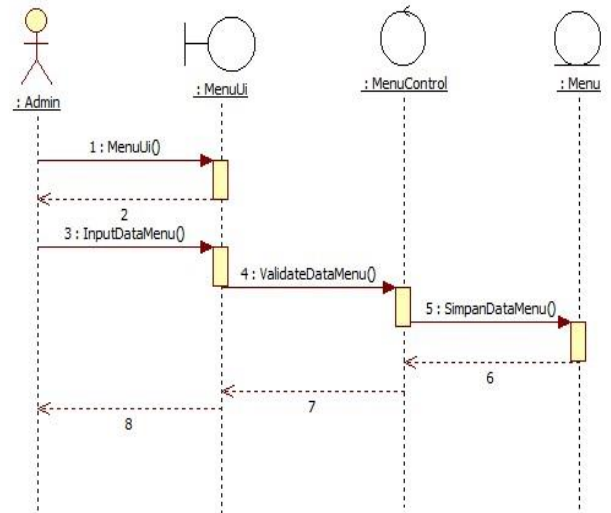 : Admin
: MenuUi
: MenuControl
: Menu
1 : MenuUi()
2
3 : InputDataMenu()
4 : ValidateDataMenu()
5 : SimpanDataMenu()
6
7
8